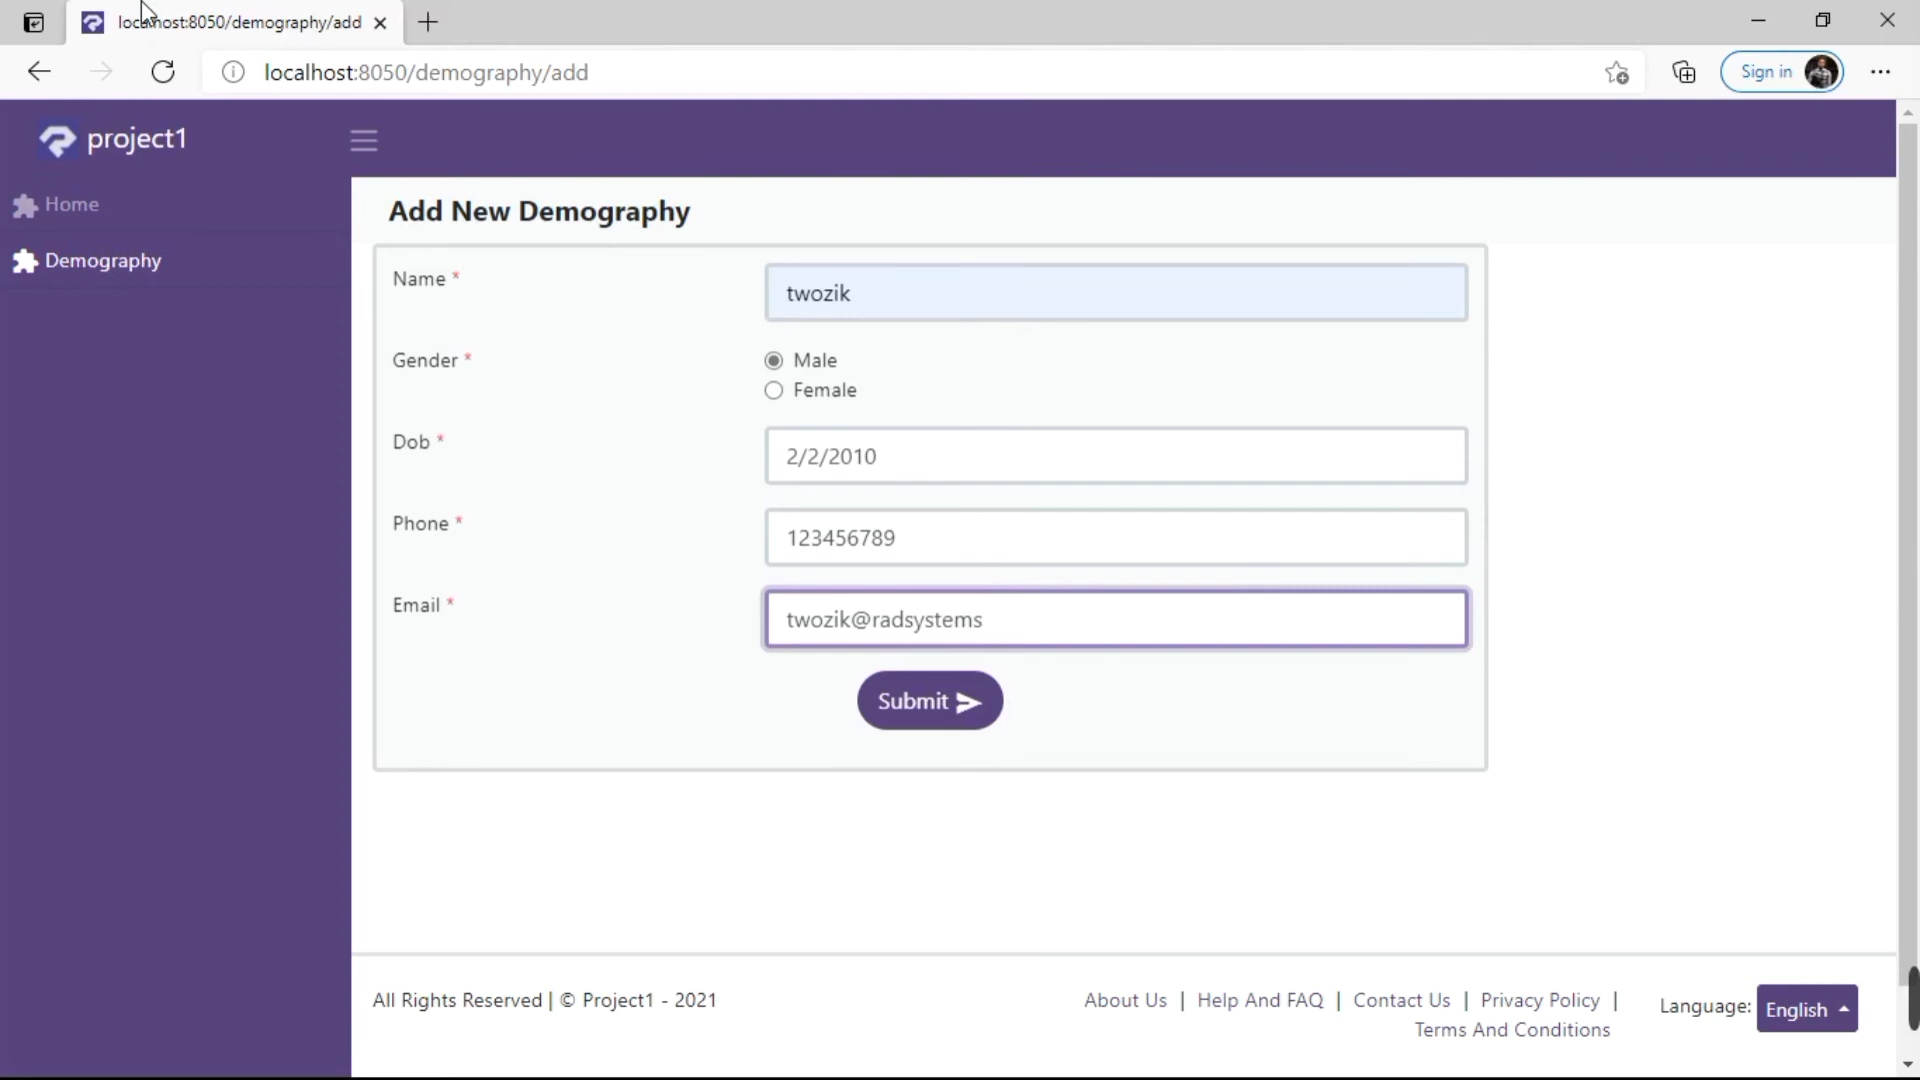 localhost:8050/demography/add
localhost:8050/demography/add
Sign in
project1
Home
Demography
Add New Demography
Name *
twozik
Gender *
Male
Female
Dob *
2/2/2010
Phone *
123456789
Email *
twozik@radsystems
Submit
All Rights Reserved | © Project1 - 2021
About Us | Help And FAQ | Contact Us | Privacy Policy |
Terms And Conditions
Language: English